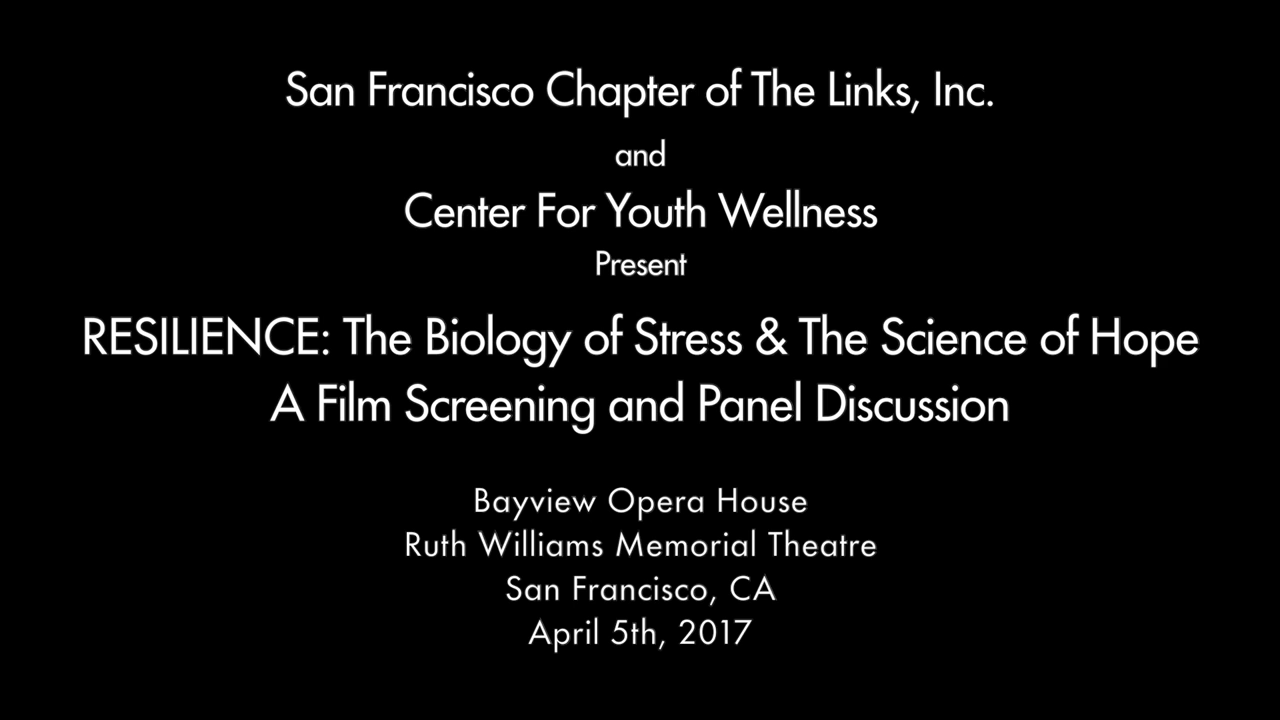 San Francisco Chapter of The Links, Inc.
and
Center For Youth Wellness
Present
RESILIENCE: The Biology of Stress & The Science of Hope
A Film Screening and Panel Discussion
Bayview Opera House
Ruth Williams Memorial Theatre
San Francisco, CA
April 5th, 2017